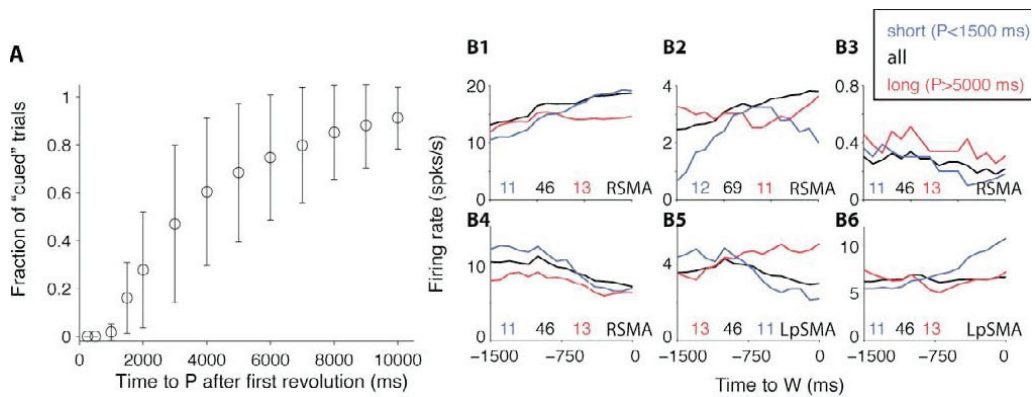 A
Fraction of "cued" trials
1
0.8
0.6
0.4
0.2
0
2000 4000 6000 8000 10000
Time to P after first revolution (ms)
short (P<1500 ms)
all
long (P>5000 ms)
Firing rate (spks/s)
B1
20
10
0
11 46 13 RSMA
B2
4
2
0
12 69 11 RSMA
B3
0.8
0.4
0
11 46 13 RSMA
B4
10
0
11 46 RSMA
B5
4
0
13 46 11 LpSMA
B6
10
5
0
11 46 13 LpSMA
−1500 −750 0
−1500 −750 0
−1500 −750 0
Time to W (ms)